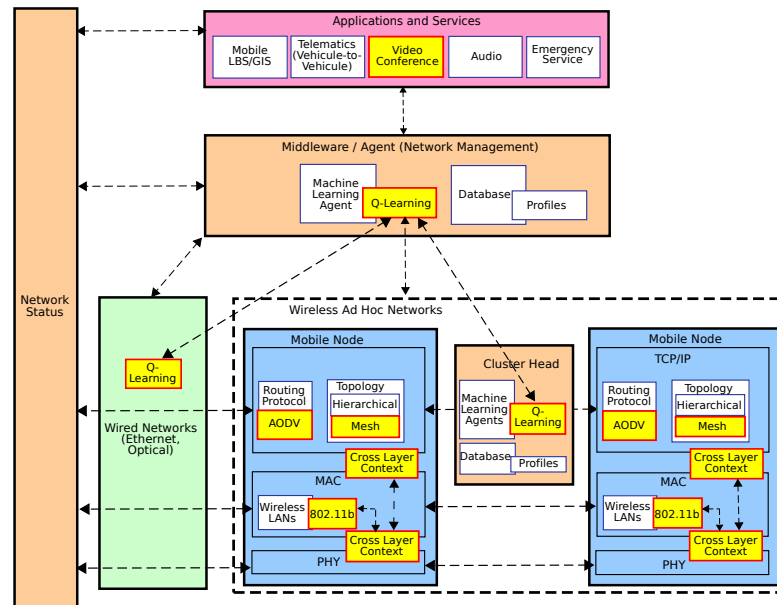 Applications and Services
Mobile
LBS/GIS
Telematics
(Vehicule-to-
Vehicule)
Video
Conference
Audio
Emergency
Service
Middleware / Agent (Network Management)
Machine
Learning
Agent
Q-Learning
Database
Profiles
Network
Status
Wireless Ad Hoc Networks
Q-
Learning
Wired Networks
(Ethernet,
Optical)
Mobile Node
Routing
Protocol
AODV
Topology
Hierarchical
Mesh
Cross Layer
Context
MAC
Wireless
LANs
802.11b
Cross Layer
Context
PHY
Cluster Head
Machine
Learning
Agents
Q-
Learning
Database
Profiles
Mobile Node
TCP/IP
Routing
Protocol
AODV
Topology
Hierarchical
Mesh
Cross Layer
Context
MAC
Wireless
LANs
802.11b
Cross Layer
Context
PHY